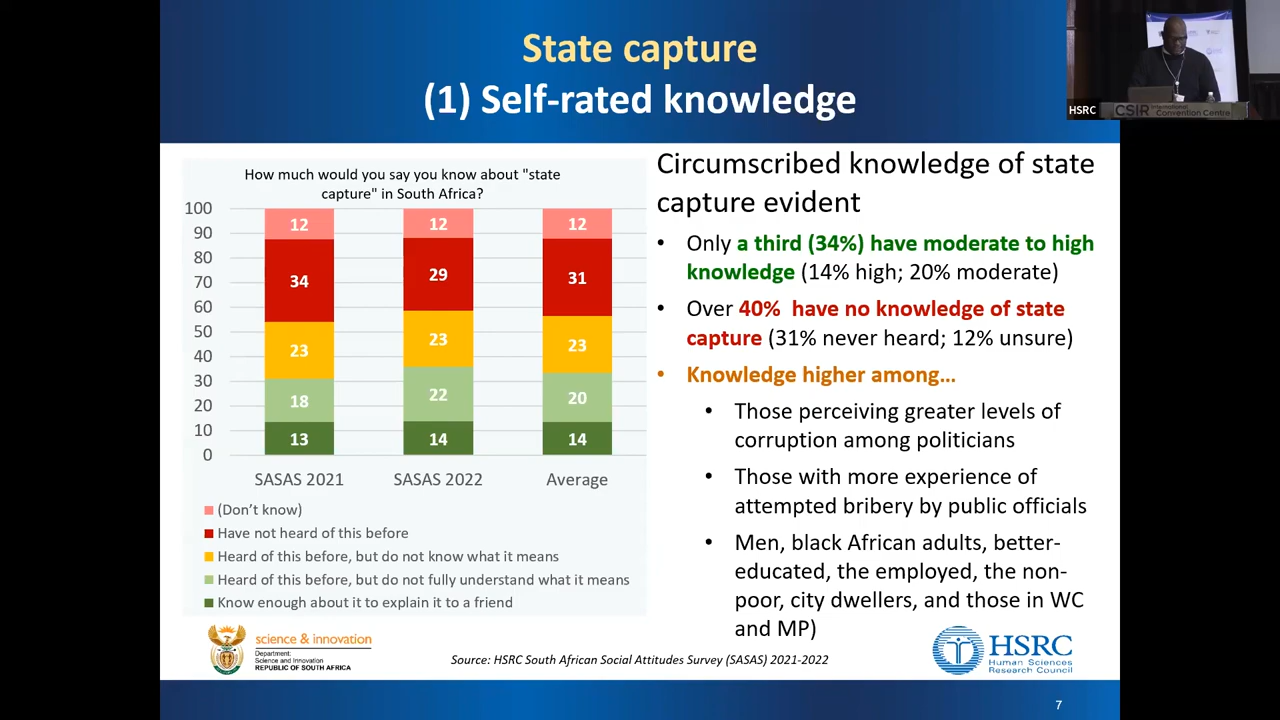 State capture
(1) Self-rated knowledge
HSRC
CSIR International Convention Centre
How much would you say you know about "state
capture" in South Africa?
100
90
80
70
60
50
40
30
20
10
0
12
34
23
18
13
12
29
23
22
14
12
31
23
20
14
SASAS 2021
SASAS 2022
Average
(Don't know)
Have not heard of this before
Heard of this before, but do not know what it means
Heard of this before, but do not fully understand what it means
Know enough about it to explain it to a friend
Circumscribed knowledge of state
capture evident
• Only a third (34%) have moderate to high
knowledge (14% high; 20% moderate)
• Over 40%  have no knowledge of state
capture (31% never heard; 12% unsure)
• Knowledge higher among…
• Those perceiving greater levels of
corruption among politicians
• Those with more experience of
attempted bribery by public officials
• Men, black African adults, better-
educated, the employed, the non-
poor, city dwellers, and those in WC
and MP)
science & innovation
Department:
Science and Innovation
REPUBLIC OF SOUTH AFRICA
Source: HSRC South African Social Attitudes Survey (SASAS) 2021-2022
HSRC
Human Sciences
Research Council
7